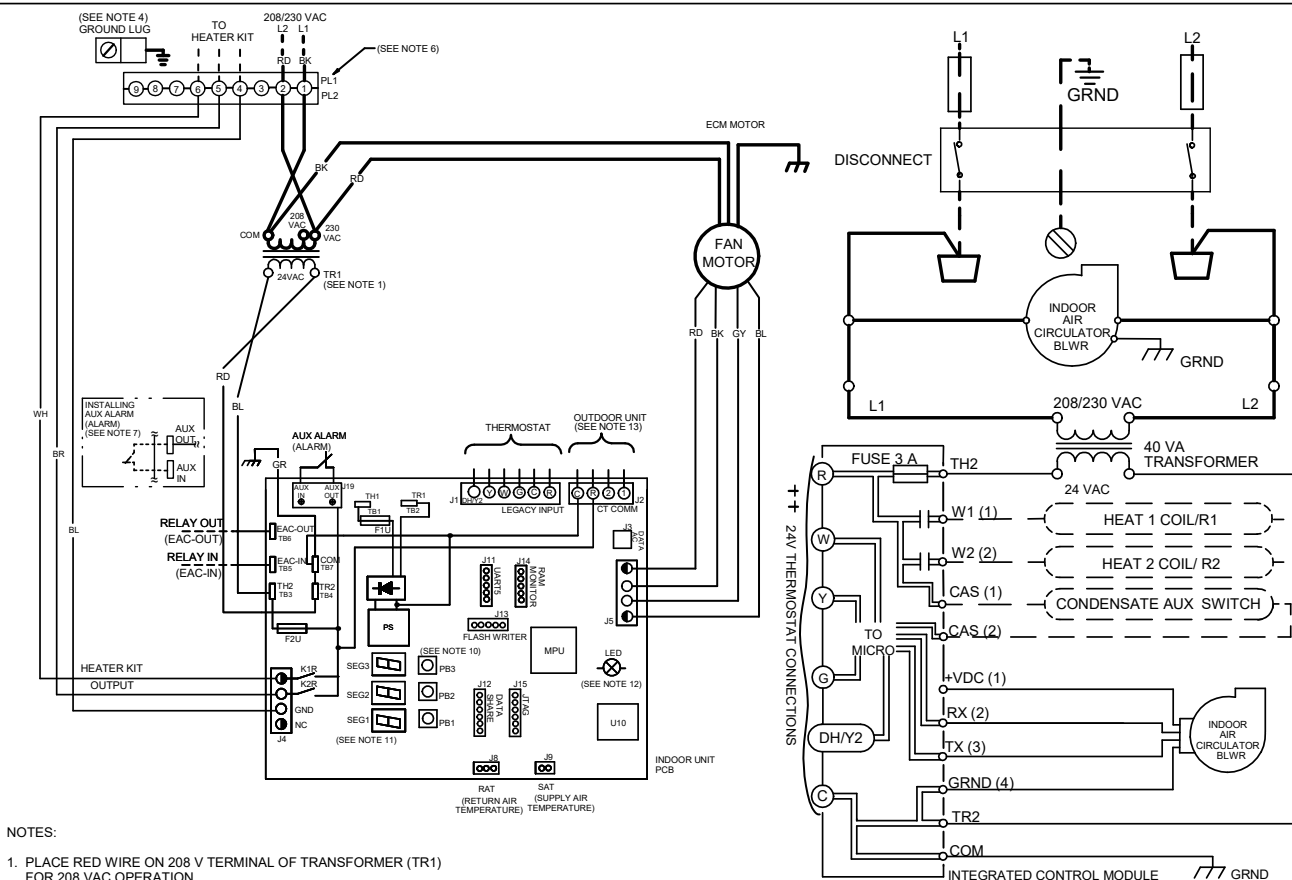 (SEE NOTE 4)
GROUND LUG
TO
HEATER KIT
208/230 VAC
L2 L1
RD BK
(SEE NOTE 6)
PL1
PL2
9 8 7 6 5 4 3 2 1
BK
RD
ECM MOTOR
COM
208
VAC
230
VAC
24VAC
TR1
(SEE NOTE 1)
FAN
MOTOR
RD BK GY BL
RD
BL
WH
BR
BL
INSTALLING
AUX ALARM
(ALARM)
(SEE NOTE 7)
AUX
OUT
AUX
IN
AUX ALARM
(ALARM)
GR
THERMOSTAT
OUTDOOR UNIT
(SEE NOTE 13)
AUX
IN
AUX
OUT
J19
TH1
TB1
F1U
TR1
TB2
J1
DH/Y2
Y W G C R
LEGACY INPUT
C R 2 1
J2
CT COMM
RELAY OUT
(EAC-OUT)
EAC-OUT
TB6
RELAY IN
(EAC-IN)
EAC-IN
TB5
COM
TB7
TH2
TB3
TR2
TB4
F2U
PS
J11
UART5
J14
RAM
MONITOR
J3
DATA
AC
J5
J13
FLASH WRITER
MPU
LED
(SEE NOTE 12)
HEATER KIT
OUTPUT
K1R
K2R
GND
NC
J4
SEG3
SEG2
SEG1
(SEE NOTE 10)
PB3
PB2
PB1
(SEE NOTE 11)
J12
DATA
SHARE
J15
JTAG
U10
J8
RAT
(RETURN AIR
TEMPERATURE)
J9
SAT
(SUPPLY AIR
TEMPERATURE)
INDOOR UNIT
PCB
L1
L2
GRND
DISCONNECT
INDOOR
AIR
CIRCULATOR
BLWR
GRND
L1
L2
208/230 VAC
40 VA
TRANSFORMER
24 VAC
++ 24V THERMOSTAT CONNECTIONS
R
W
Y
G
DH/Y2
C
FUSE 3 A
TH2
W1 (1)
HEAT 1 COIL/R1
W2 (2)
HEAT 2 COIL/ R2
CAS (1)
CONDENSATE AUX SWITCH
CAS (2)
TO
MICRO
+VDC (1)
RX (2)
TX (3)
GRND (4)
TR2
COM
INDOOR
AIR
CIRCULATOR
BLWR
INTEGRATED CONTROL MODULE
GRND
NOTES:
1. PLACE RED WIRE ON 208 V TERMINAL OF TRANSFORMER (TR1)
FOR 208 VAC OPERATION